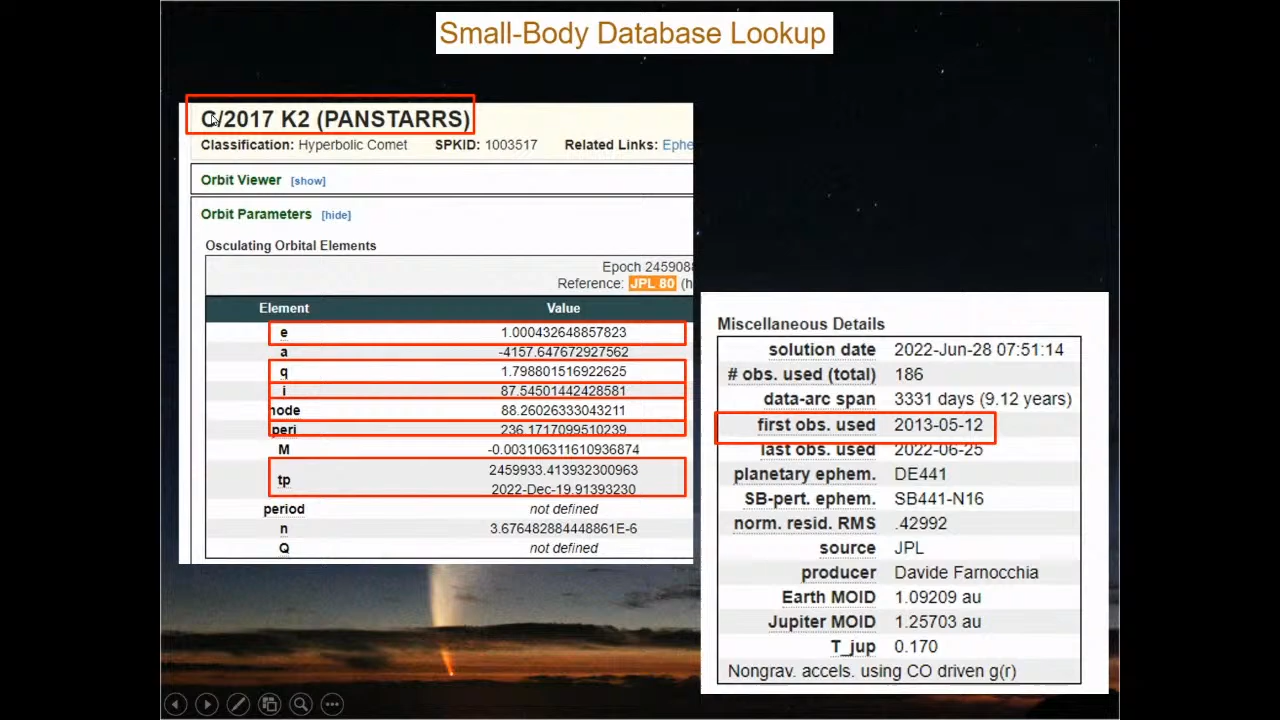 Small-Body Database Lookup
C/2017 K2 (PANSTARRS)
Classification: Hyperbolic Comet SPKID: 1003517 Related Links: Ephe
Orbit Viewer [show]
Orbit Parameters [hide]
Osculating Orbital Elements
Epoch 2459088
Reference: JPL 80 (h
Element Value
e 1.000432648857823
a -4157.647672927562
q 1.798801516922625
i 87.54501442428581
node 88.26026333043211
peri 236.1717099510239
M -0.003106311610936874
tp 2459933.413932300963
2022-Dec-19.91393230
period not defined
n 3.676482884448861E-6
Q not defined
Miscellaneous Details
solution date 2022-Jun-28 07:51:14
# obs. used (total) 186
data-arc span 3331 days (9.12 years)
first obs. used 2013-05-12
last obs. used 2022-06-25
planetary ephem. DE441
SB-pert. ephem. SB441-N16
norm. resid. RMS .42992
source JPL
producer Davide Farnocchia
Earth MOID 1.09209 au
Jupiter MOID 1.25703 au
T_jup 0.170
Nongrav. accels. using CO driven g(r)